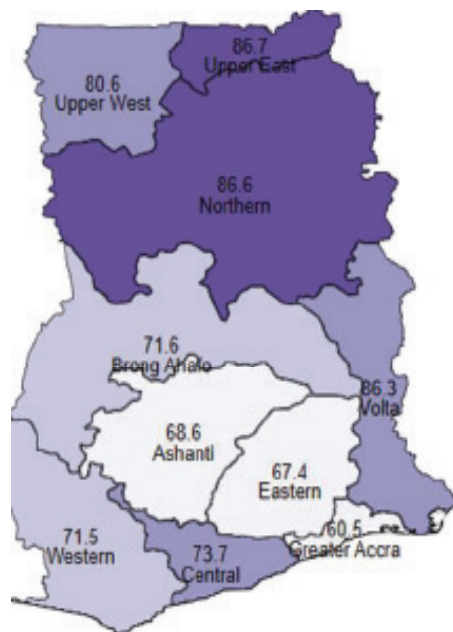 86.7
Upper East
80.6
Upper West
86.6
Northern
71.6
Brong Ahafo
86.3
Volta
68.6
Ashanti
67.4
Eastern
60.5
Greater Accra
71.5
Western
73.7
Central